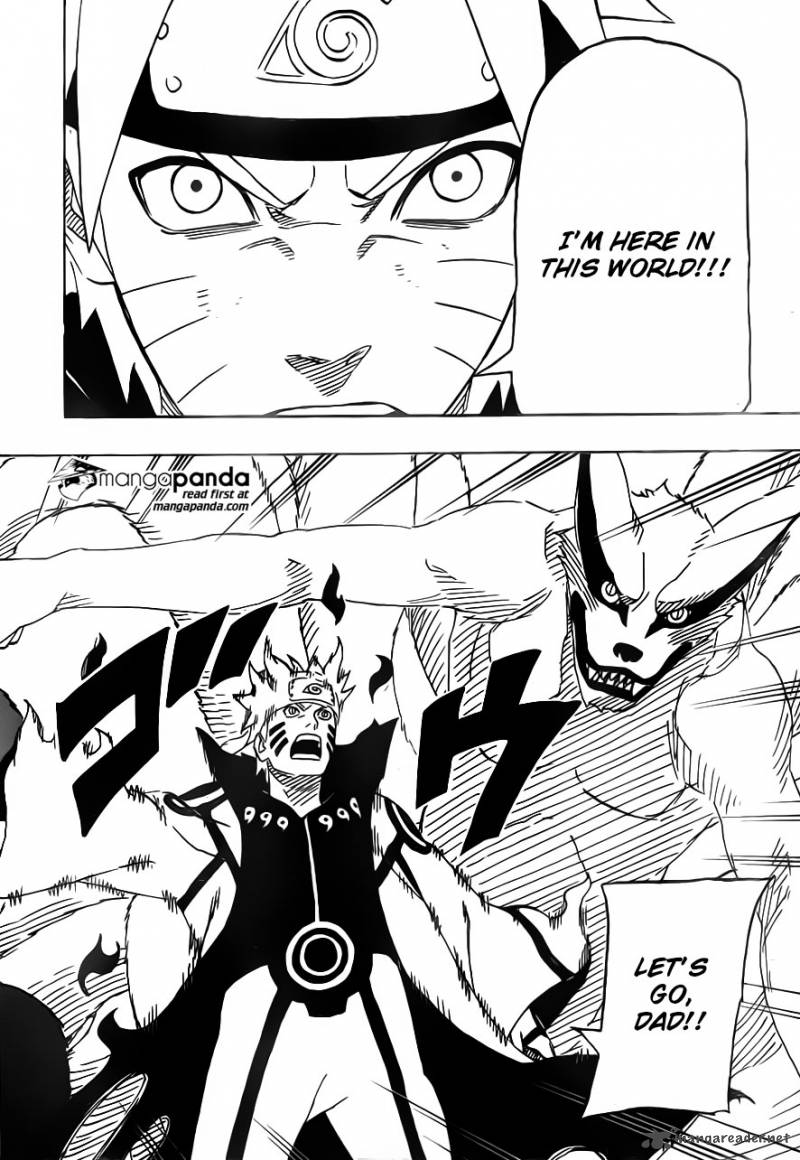 I'M HERE IN
THIS WORLD!!!
mangapanda
read first at
mangapanda.com
ゴ
ウ
LET'S
GO,
DAD!!
mangareader.net